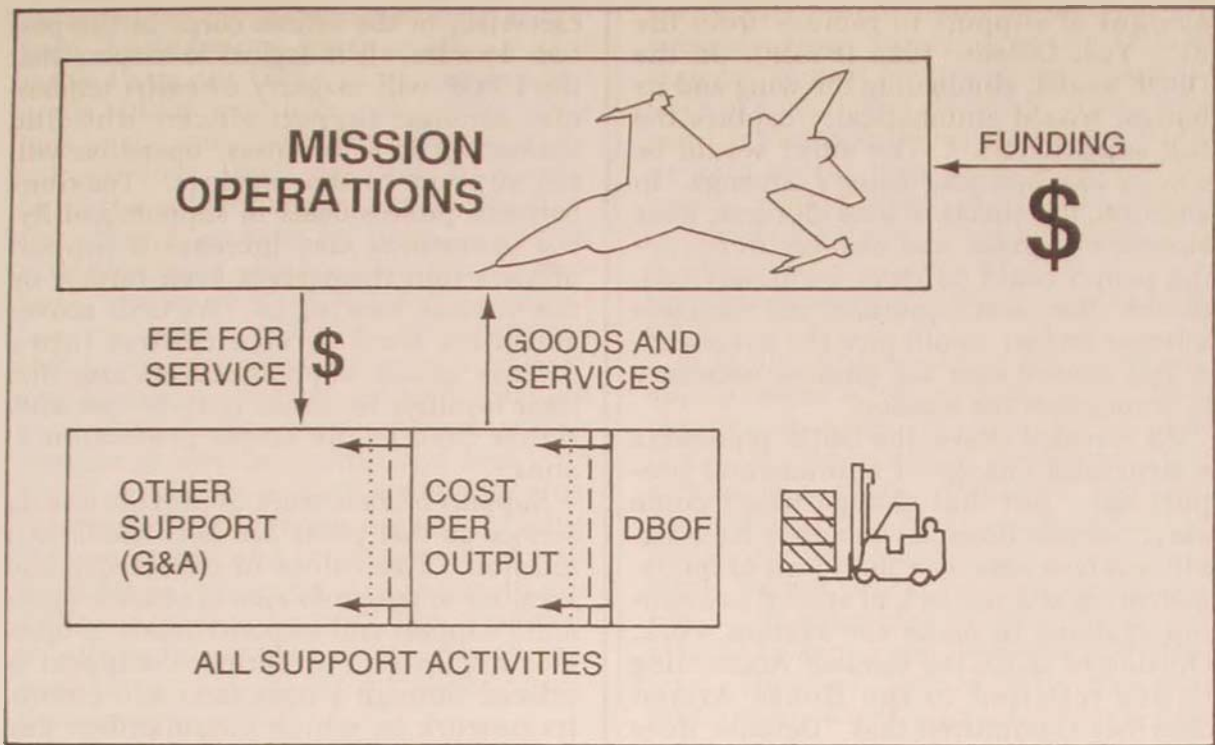 MISSION
OPERATIONS
FUNDING
$
FEE FOR
SERVICE
$
GOODS AND
SERVICES
OTHER
SUPPORT
(G&A)
COST
PER
OUTPUT
DBOF
ALL SUPPORT ACTIVITIES